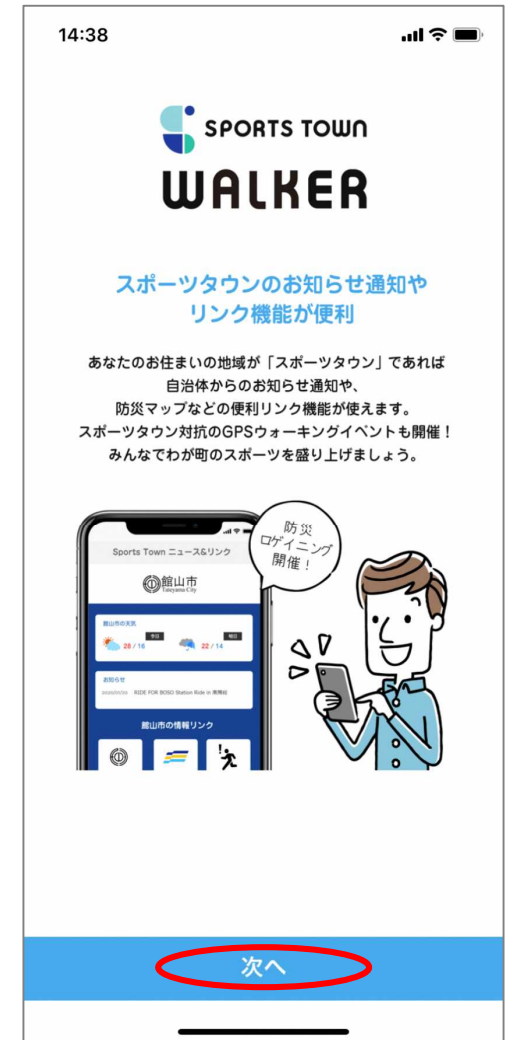 14:38
SPORTS TOWN
WALKER
スポーツタウンのお知らせ通知や
リンク機能が便利
あなたのお住まいの地域が「スポーツタウン」であれば
自治体からのお知らせ通知や、
防災マップなどの便利リンク機能が使えます。
スポーツタウン対抗のGPSウォーキングイベントも開催！
みんなでわが町のスポーツを盛り上げましょう。
防災
ロゲイニング
開催！
Sports Town ニュース&リンク
館山市
Tateyama City
館山市の天気
今日
明日
28 / 16
22 / 14
お知らせ
RIDE FOR BOSO Station Ride in 南房総
館山市の情報リンク
次へ